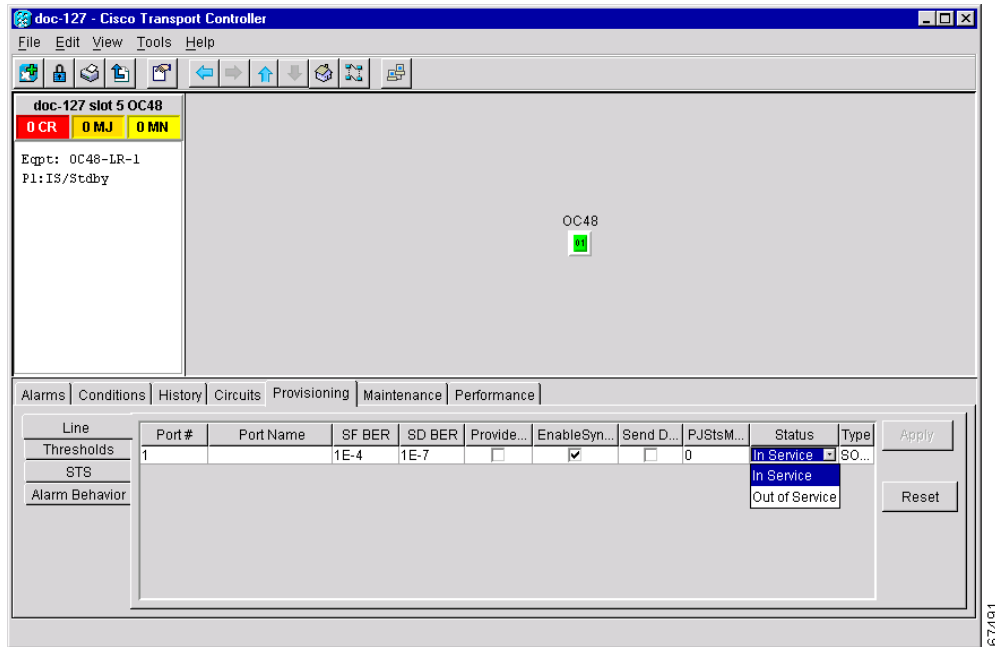 doc-127 - Cisco Transport Controller
File Edit View Tools Help
doc-127 slot 5 OC48
0 CR 0 MJ 0 MN
Eqpt: OC48-LR-1
Pl:IS/Stdby
OC48
01
Alarms Conditions History Circuits Provisioning Maintenance Performance
Line
Thresholds
STS
Alarm Behavior
Port # Port Name SF BER SD BER Provide... EnableSyn... Send D... PJStsM... Status Type
1 1E-4 1E-7 0 In Service SO...
In Service
Out of Service
Apply
Reset
67491